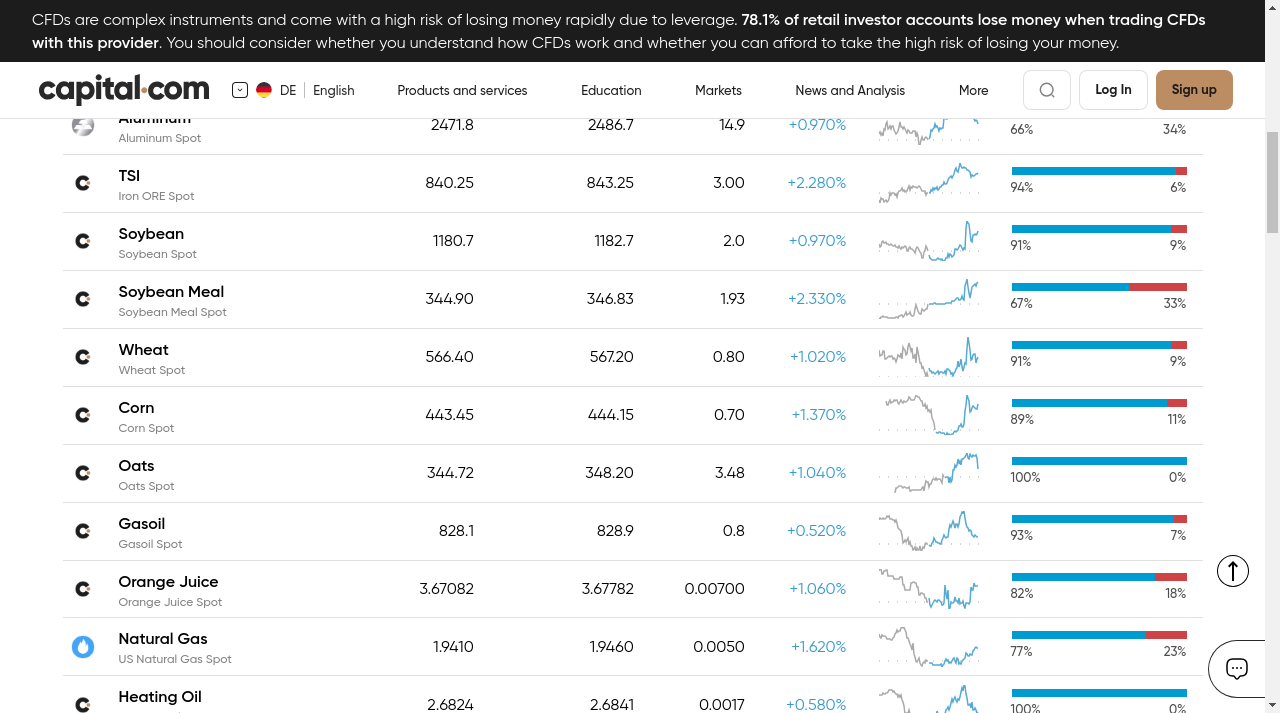 CFDs are complex instruments and come with a high risk of losing money rapidly due to leverage. 78.1% of retail investor accounts lose money when trading CFDs
with this provider. You should consider whether you understand how CFDs work and whether you can afford to take the high risk of losing your money.
capital.com DE English Products and services Education Markets News and Analysis More Log In Sign up
Aluminum 2471.8 2486.7 14.9 +0.970%
Aluminum Spot 66% 34%
TSI 840.25 843.25 3.00 +2.280%
Iron ORE Spot 94% 6%
Soybean 1180.7 1182.7 2.0 +0.970%
Soybean Spot 91% 9%
Soybean Meal 344.90 346.83 1.93 +2.330%
Soybean Meal Spot 67% 33%
Wheat 566.40 567.20 0.80 +1.020%
Wheat Spot 91% 9%
Corn 443.45 444.15 0.70 +1.370%
Corn Spot 89% 11%
Oats 344.72 348.20 3.48 +1.040%
Oats Spot 100% 0%
Gasoil 828.1 828.9 0.8 +0.520%
Gasoil Spot 93% 7%
Orange Juice 3.67082 3.67782 0.00700 +1.060%
Orange Juice Spot 82% 18%
Natural Gas 1.9410 1.9460 0.0050 +1.620%
US Natural Gas Spot 77% 23%
Heating Oil 2.6824 2.6841 0.0017 +0.580%
100% 0%